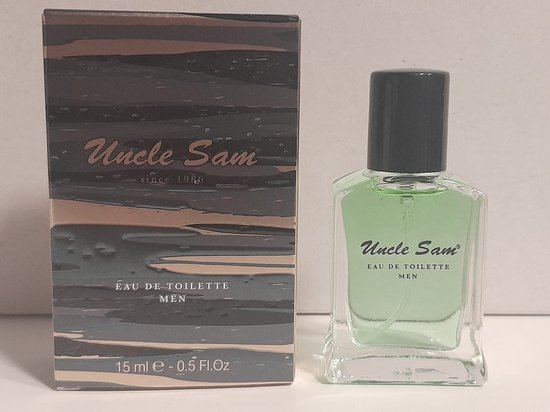 Uncle Sam
since 1986
EAU DE TOILETTE
MEN
15 ml ℮ - 0.5 Fl.Oz
Uncle Sam®
EAU DE TOILETTE
MEN